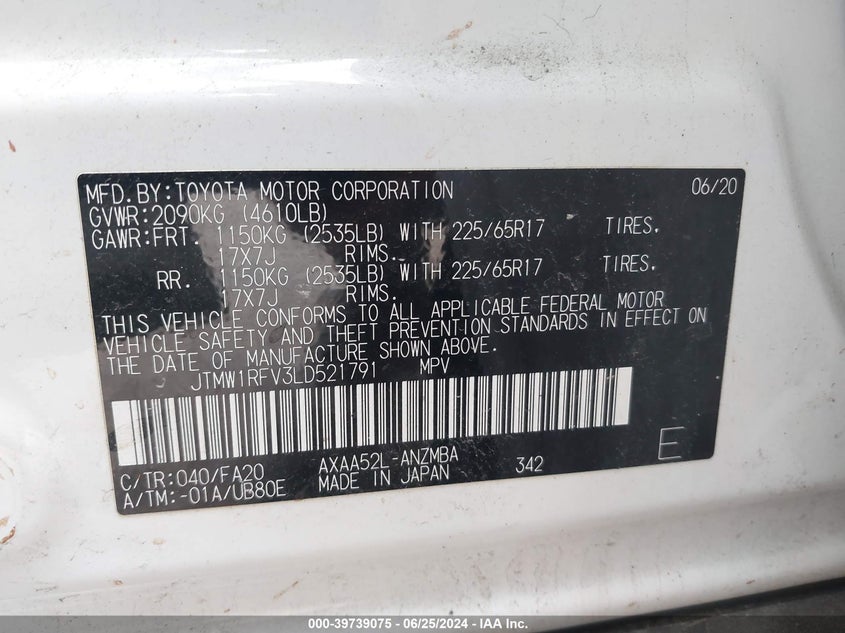 MFD.BY:TOYOTA MOTOR CORPORATION 06/20
GVWR:2090KG (4610LB)
GAWR:FRT. 1150KG (2535LB) WITH 225/65R17 TIRES.
17X7J RIMS.
RR. 1150KG (2535LB) WITH 225/65R17 TIRES.
17X7J RIMS.
THIS VEHICLE CONFORMS TO ALL APPLICABLE FEDERAL MOTOR
VEHICLE SAFETY AND THEFT PREVENTION STANDARDS IN EFFECT ON
THE DATE OF MANUFACTURE SHOWN ABOVE.
JTMW1RFV3LD521791 MPV
C/TR:040/FA20 AXAA52L-ANZMBA 342 E
A/TM:-01A/UB80E MADE IN JAPAN
000-39739075 - 06/25/2024 - IAA Inc.